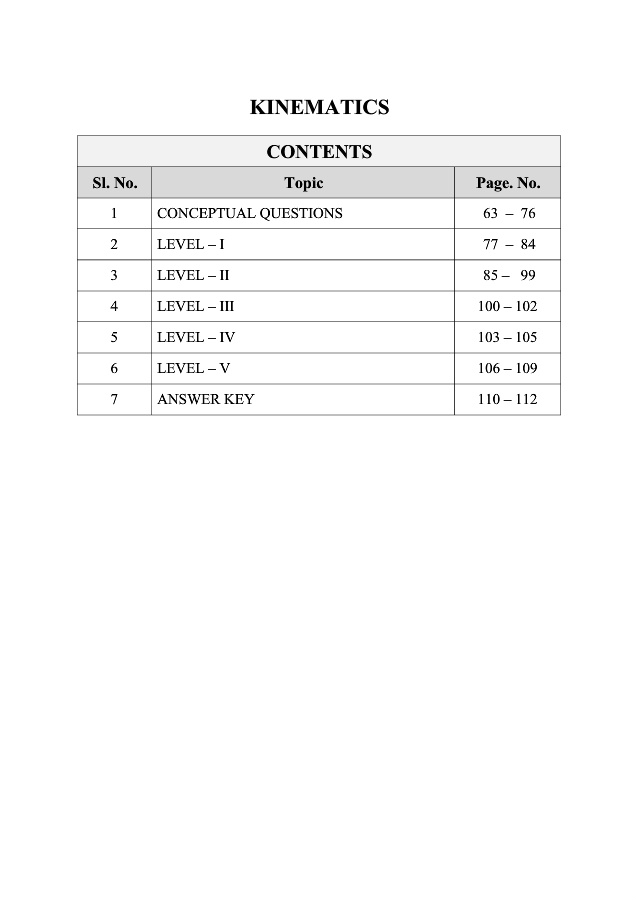 KINEMATICS
CONTENTS
Sl. No. Topic Page. No.
1 CONCEPTUAL QUESTIONS 63 – 76
2 LEVEL – I 77 – 84
3 LEVEL – II 85 – 99
4 LEVEL – III 100 – 102
5 LEVEL – IV 103 – 105
6 LEVEL – V 106 – 109
7 ANSWER KEY 110 – 112